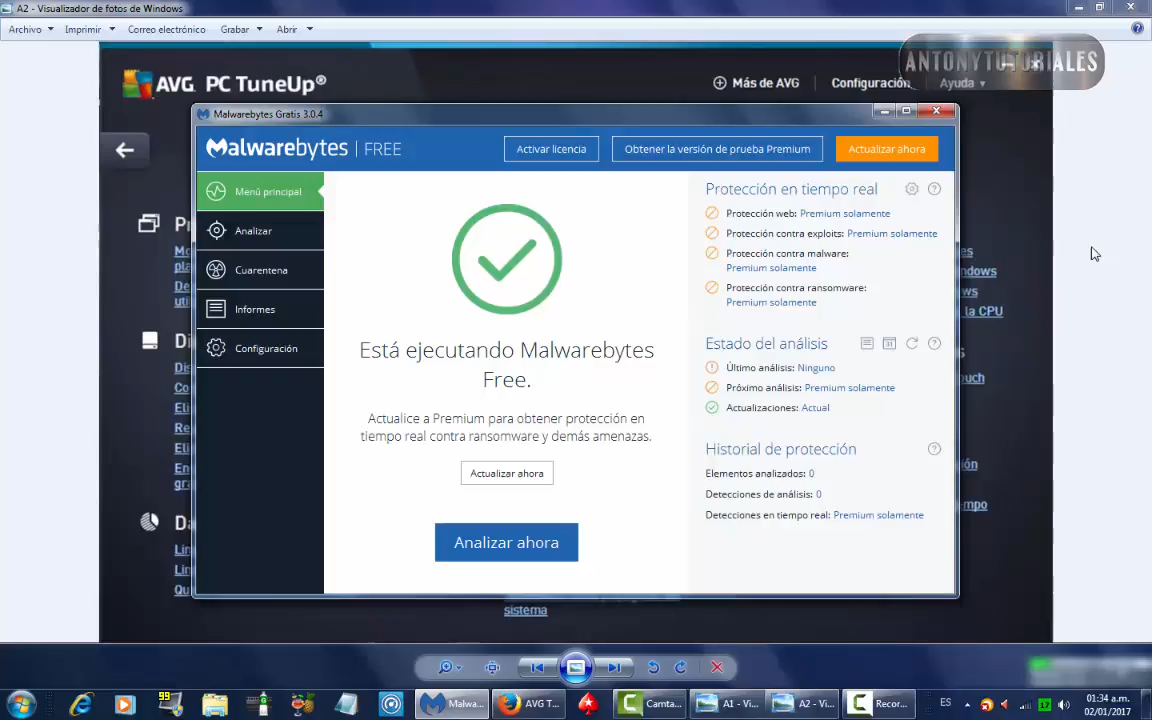 A2 - Visualizador de fotos de Windows
Archivo Imprimir Correo electrónico Grabar Abrir
ANTONYTUTORIALES
AVG PC TuneUp®
Más de AVG
Configuración
Ayuda
Malwarebytes Gratis 3.0.4
Malwarebytes | FREE
Activar licencia
Obtener la versión de prueba Premium
Actualizar ahora
Menú principal
Analizar
Cuarentena
Informes
Configuración
Está ejecutando Malwarebytes
Free.
Actualice a Premium para obtener protección en
tiempo real contra ransomware y demás amenazas.
Actualizar ahora
Analizar ahora
Protección en tiempo real
Protección web: Premium solamente
Protección contra exploits: Premium solamente
Protección contra malware:
Premium solamente
Protección contra ransomware:
Premium solamente
Estado del análisis
Último análisis: Ninguno
Próximo análisis: Premium solamente
Actualizaciones: Actual
Historial de protección
Elementos analizados: 0
Detecciones de análisis: 0
Detecciones en tiempo real: Premium solamente
la CPU
sistema
Malwa...
AVG T...
Camta...
A1 - Vi...
A2 - Vi...
Recor...
ES
17
01:34 a.m.
02/01/2017
99